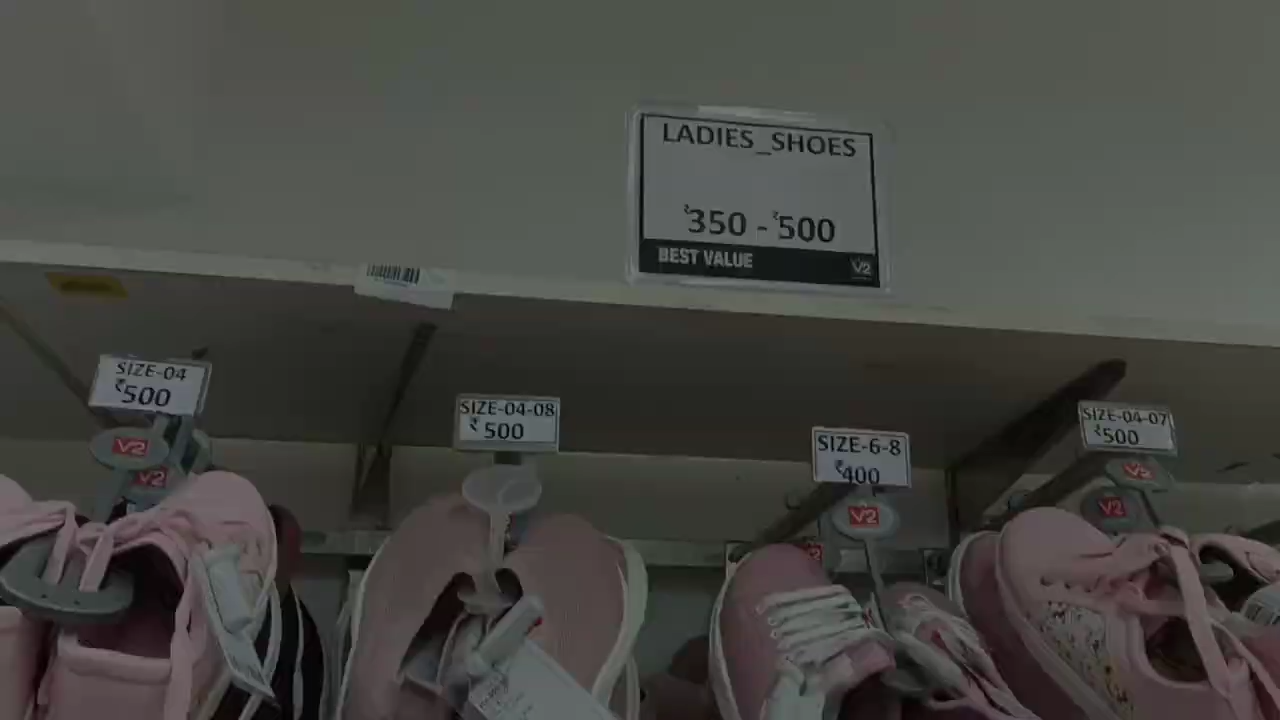 LADIES_SHOES
₹350 - ₹500
BEST VALUE
V2
SIZE-04
₹500
SIZE-04-08
₹500
SIZE-6-8
₹400
SIZE-04-07
₹500
V2
V2
V2
V2
V2